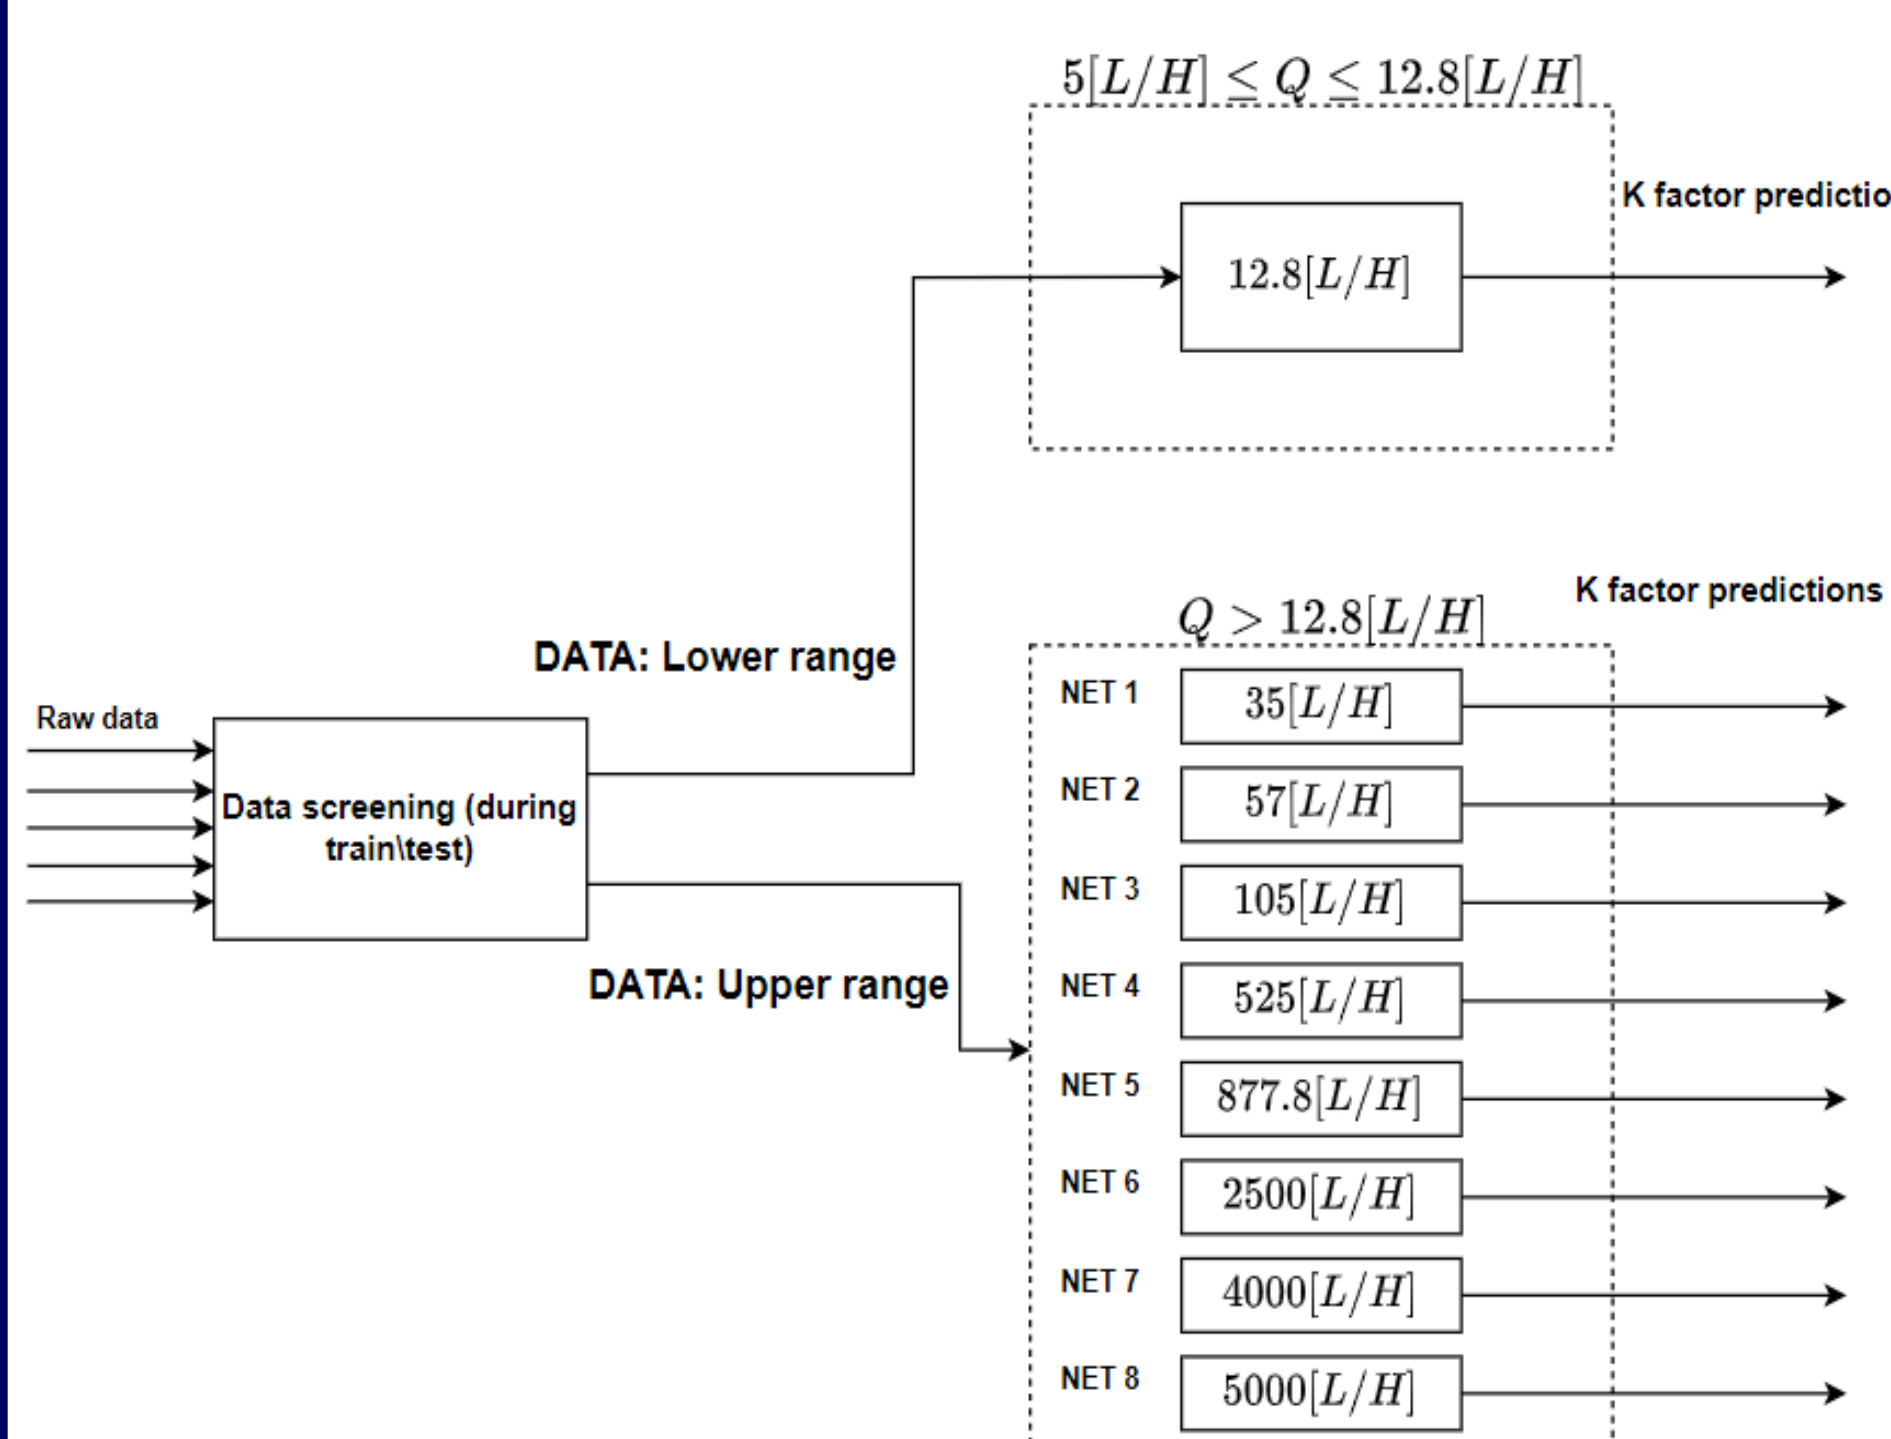 5[L/H] ≤ Q ≤ 12.8[L/H]
K factor predictio
12.8[L/H]
K factor predictions
Q > 12.8[L/H]
DATA: Lower range
NET 1
35[L/H]
Raw data
NET 2
57[L/H]
Data screening (during
train\test)
NET 3
105[L/H]
DATA: Upper range
NET 4
525[L/H]
NET 5
877.8[L/H]
NET 6
2500[L/H]
NET 7
4000[L/H]
NET 8
5000[L/H]